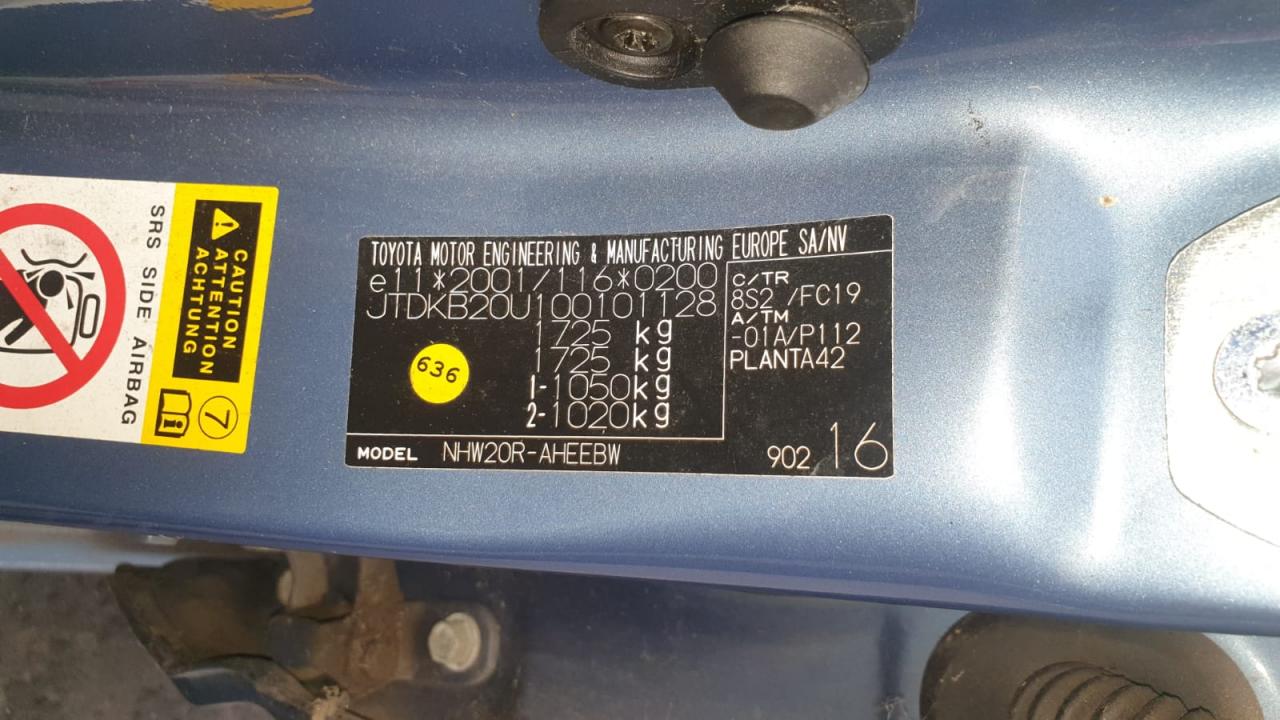 CAUTION
ATTENTION
ACHTUNG
7
SRS SIDE AIRBAG
TOYOTA MOTOR ENGINEERING & MANUFACTURING EUROPE SA/NV
e11*2001/116*0200
JTDKB20U100101128
1725 kg
1725 kg
1-1050kg
2-1020kg
636
C/TR
8S2 /FC19
A/TM
-01A/P112
PLANTA42
MODEL NHW20R-AHEEBW
902 16